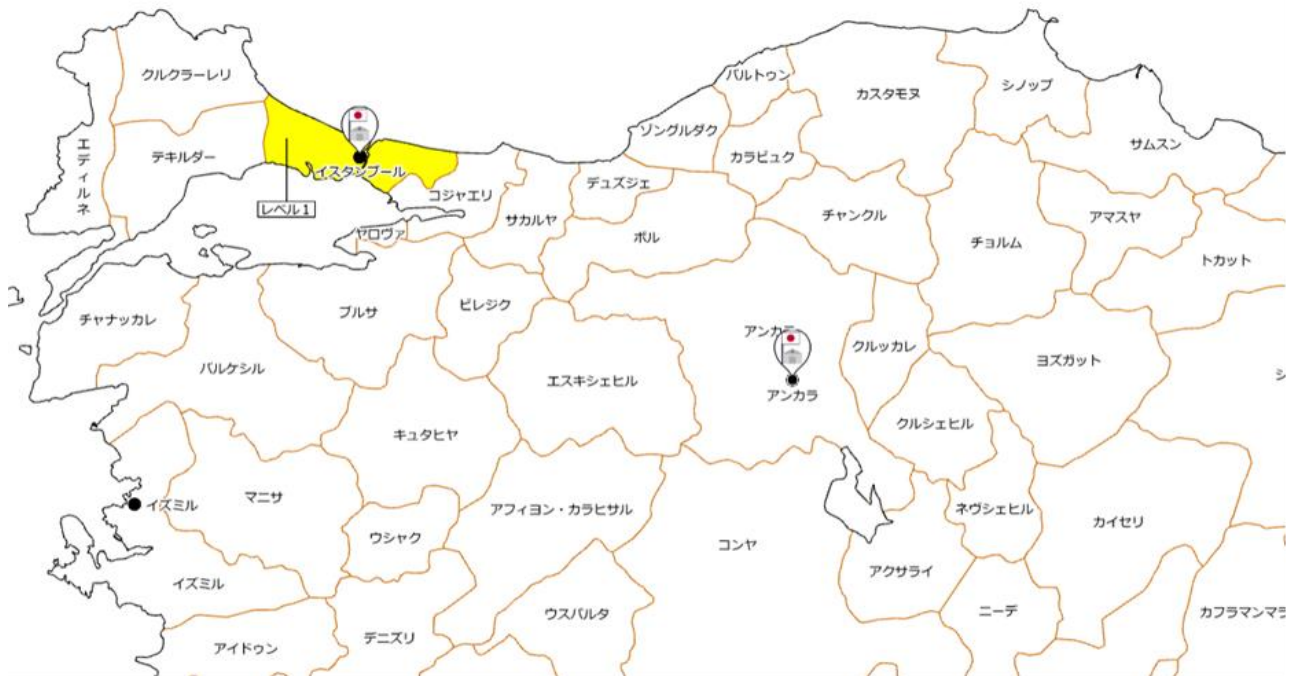 クルクラーレリ
エディルネ
テキルダー
イスタンブール
レベル1
コジャエリ
ヤロヴァ
サカルヤ
デュズジェ
ボル
ゾングルダク
バルトゥン
カラビュク
カスタモヌ
シノップ
サムスン
チャンクル
チョルム
アマスヤ
トカット
チャナッカレ
バルケシル
ブルサ
ビレジク
エスキシェヒル
アンカラ
アンカラ
クルッカレ
ヨズガット
シ
キュタヒヤ
クルシェヒル
イズミル
マニサ
ウシャク
アフィヨン・カラヒサル
コンヤ
ネヴシェヒル
カイセリ
アクサライ
イズミル
ウスパルタ
ニーデ
カフラマンマラ
アイドゥン
デニズリ